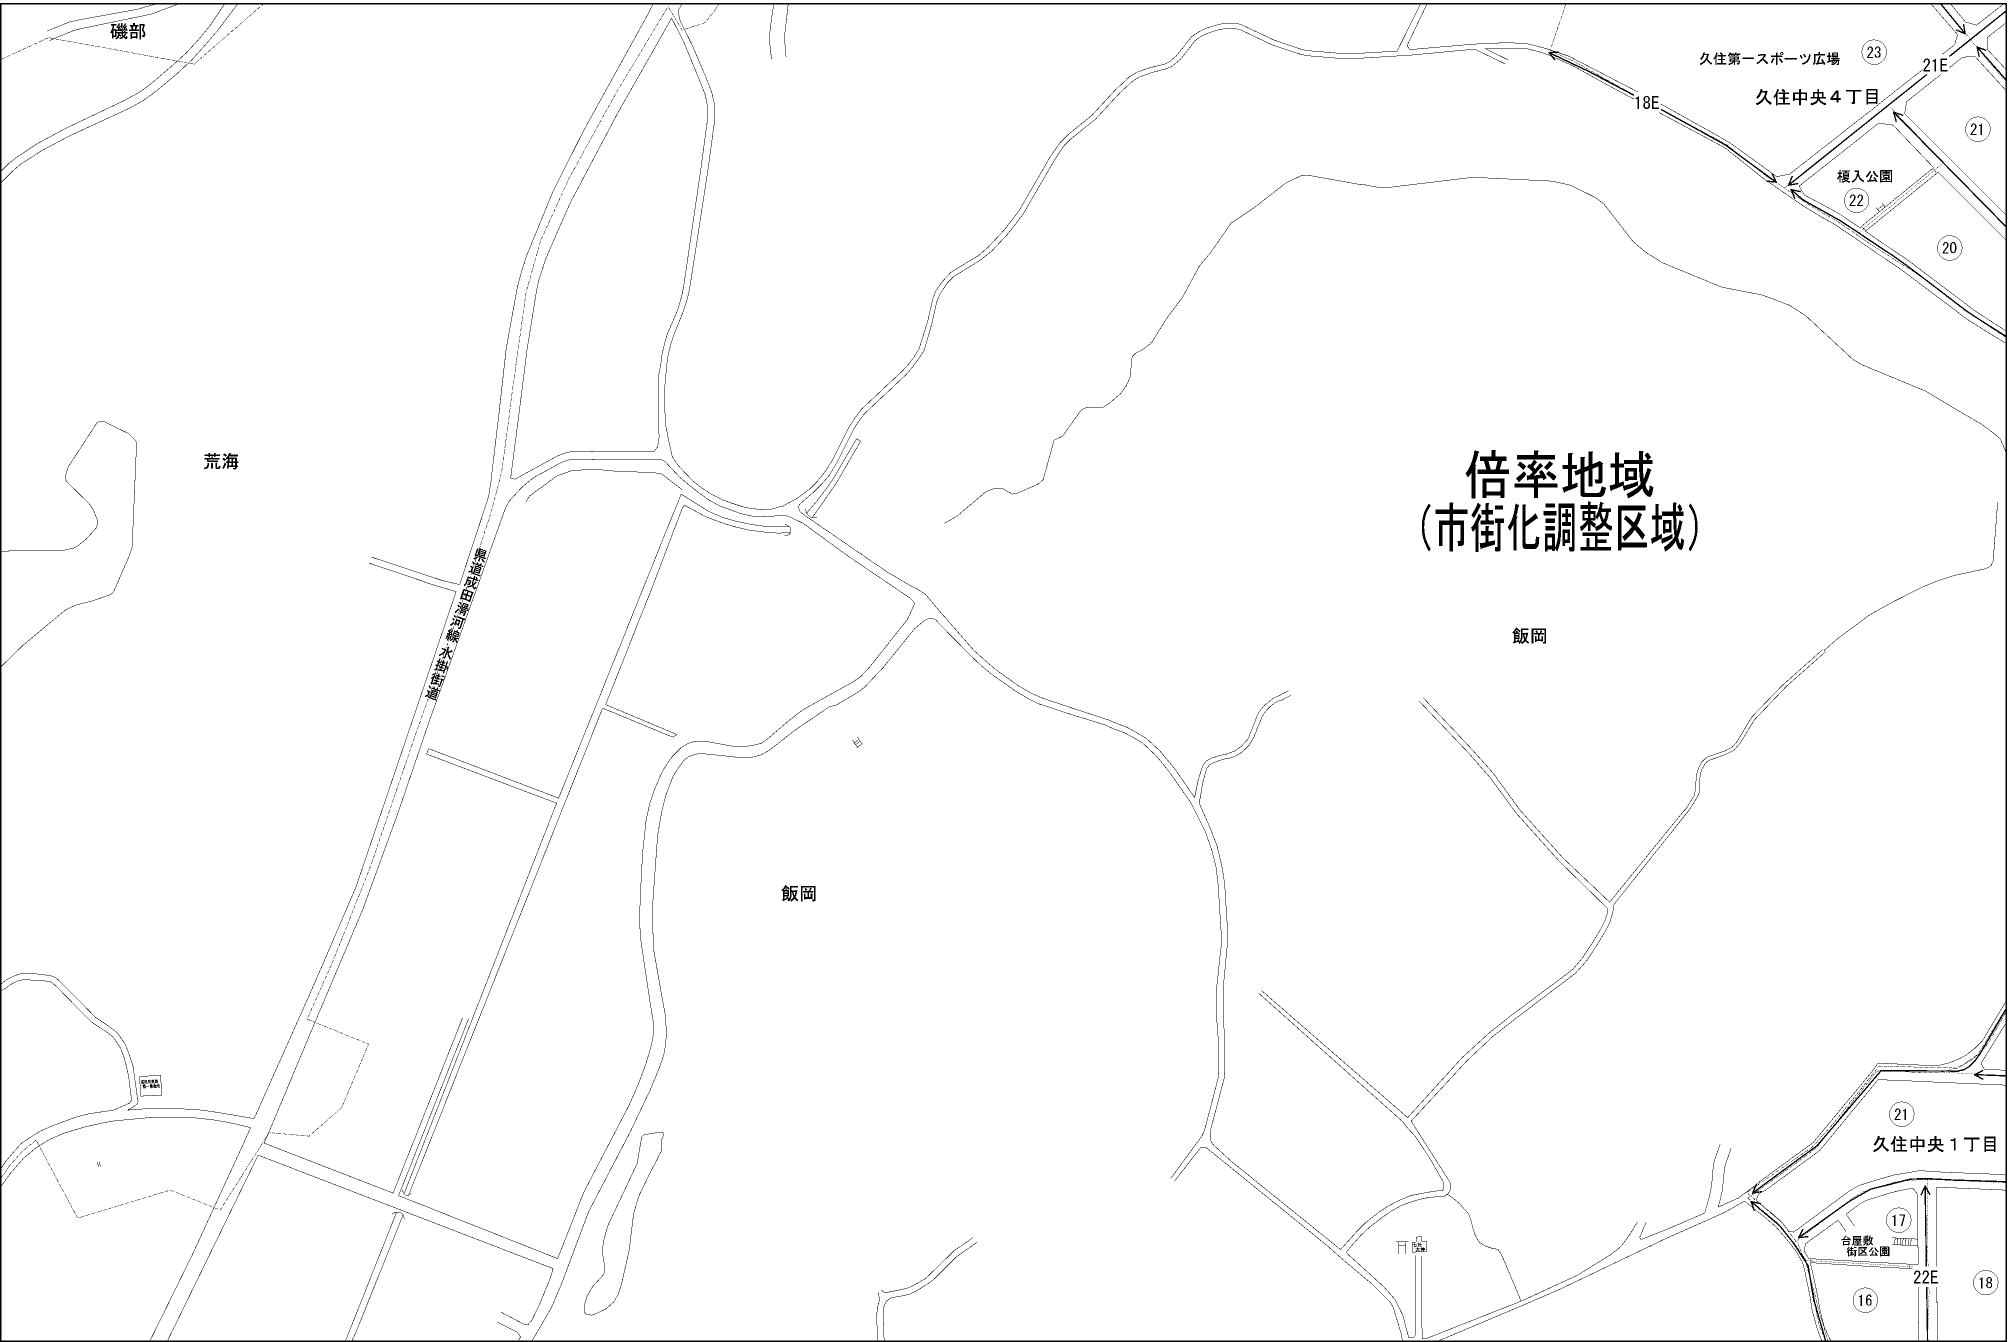 磯部
久住第一スポーツ広場
23
21E
久住中央4丁目
18E
21
榎入公園
22
20
荒海
倍率地域
(市街化調整区域)
県道成田滑河線・水掛街道
飯岡
飯岡
21
久住中央1丁目
17
台屋敷
街区公園
22E
18
16